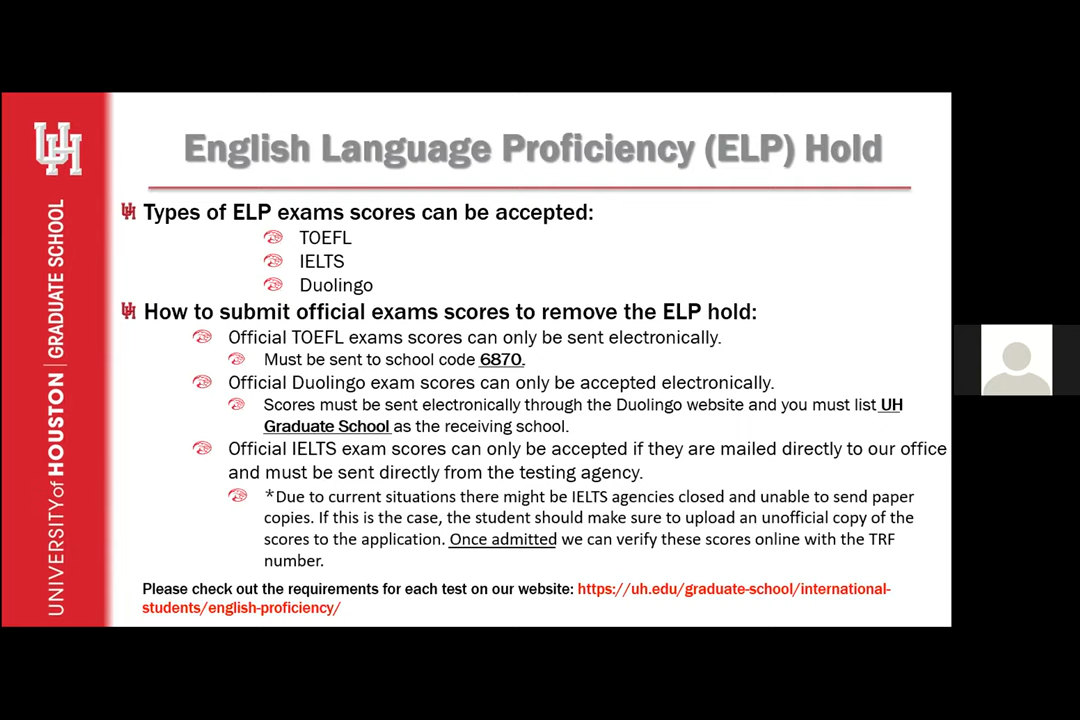 English Language Proficiency (ELP) Hold
Types of ELP exams scores can be accepted:
TOEFL
IELTS
Duolingo
How to submit official exams scores to remove the ELP hold:
Official TOEFL exams scores can only be sent electronically.
Must be sent to school code 6870.
Official Duolingo exam scores can only be accepted electronically.
Scores must be sent electronically through the Duolingo website and you must list UH
Graduate School as the receiving school.
Official IELTS exam scores can only be accepted if they are mailed directly to our office
and must be sent directly from the testing agency.
*Due to current situations there might be IELTS agencies closed and unable to send paper
copies. If this is the case, the student should make sure to upload an unofficial copy of the
scores to the application. Once admitted we can verify these scores online with the TRF
number.
Please check out the requirements for each test on our website: https://uh.edu/graduate-school/international-
students/english-proficiency/
UH
UNIVERSITY of HOUSTON | GRADUATE SCHOOL